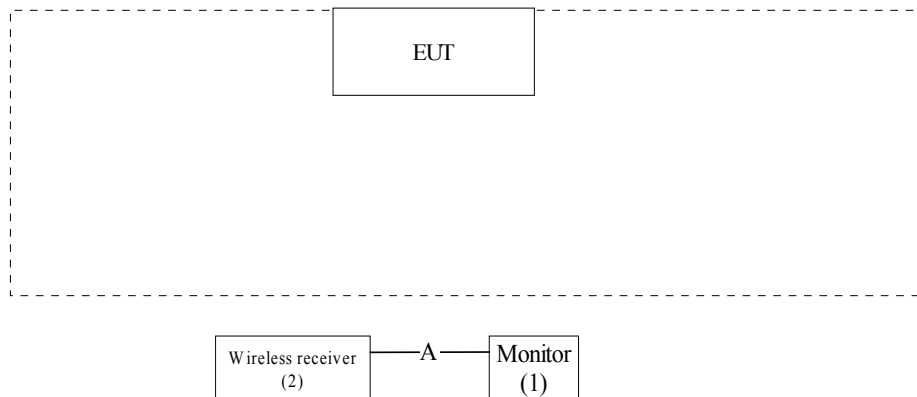 EUT
Wireless receiver
(2)
A
Monitor
(1)